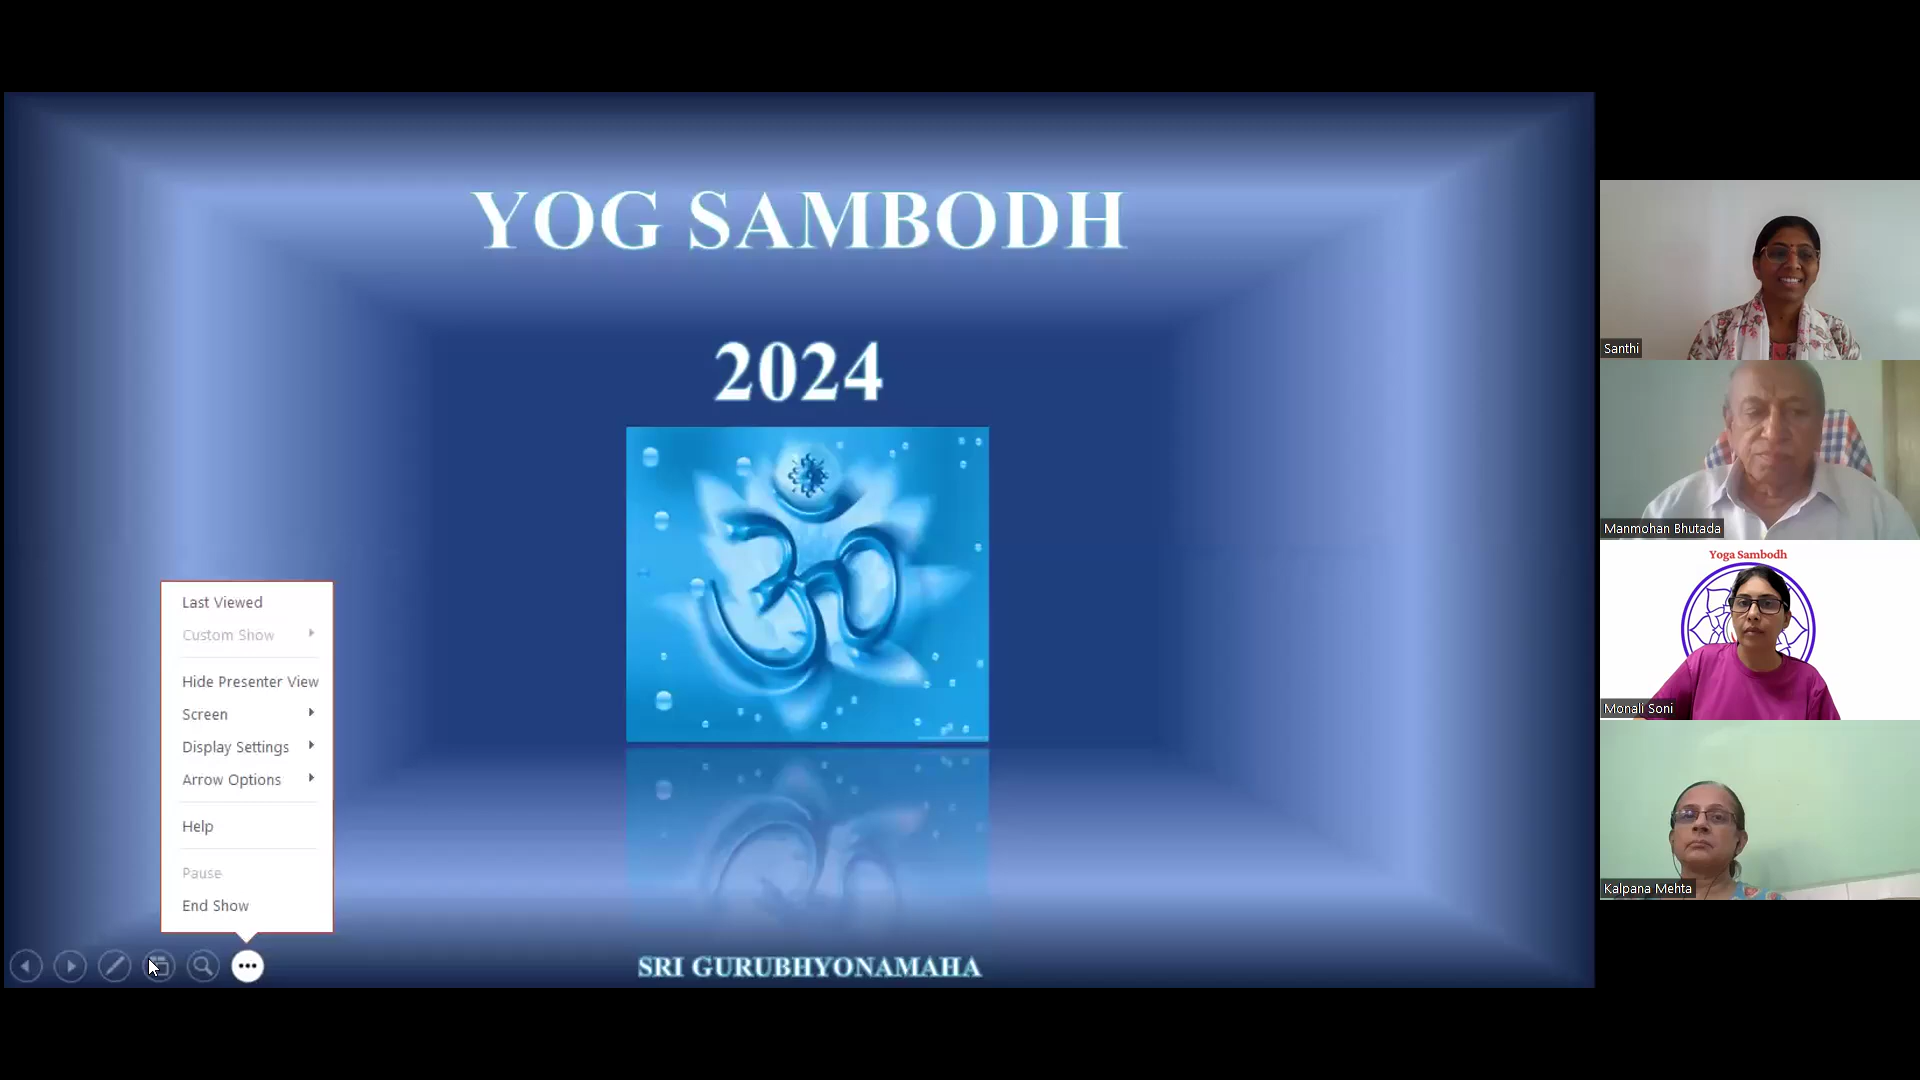 YOG SAMBODH
2024
ॐ
SRI GURUBHYONAMAHA
Last Viewed
Custom Show
Hide Presenter View
Screen
Display Settings
Arrow Options
Help
Pause
End Show
Santhi
Manmohan Bhutada
Yoga Sambodh
Monali Soni
Kalpana Mehta